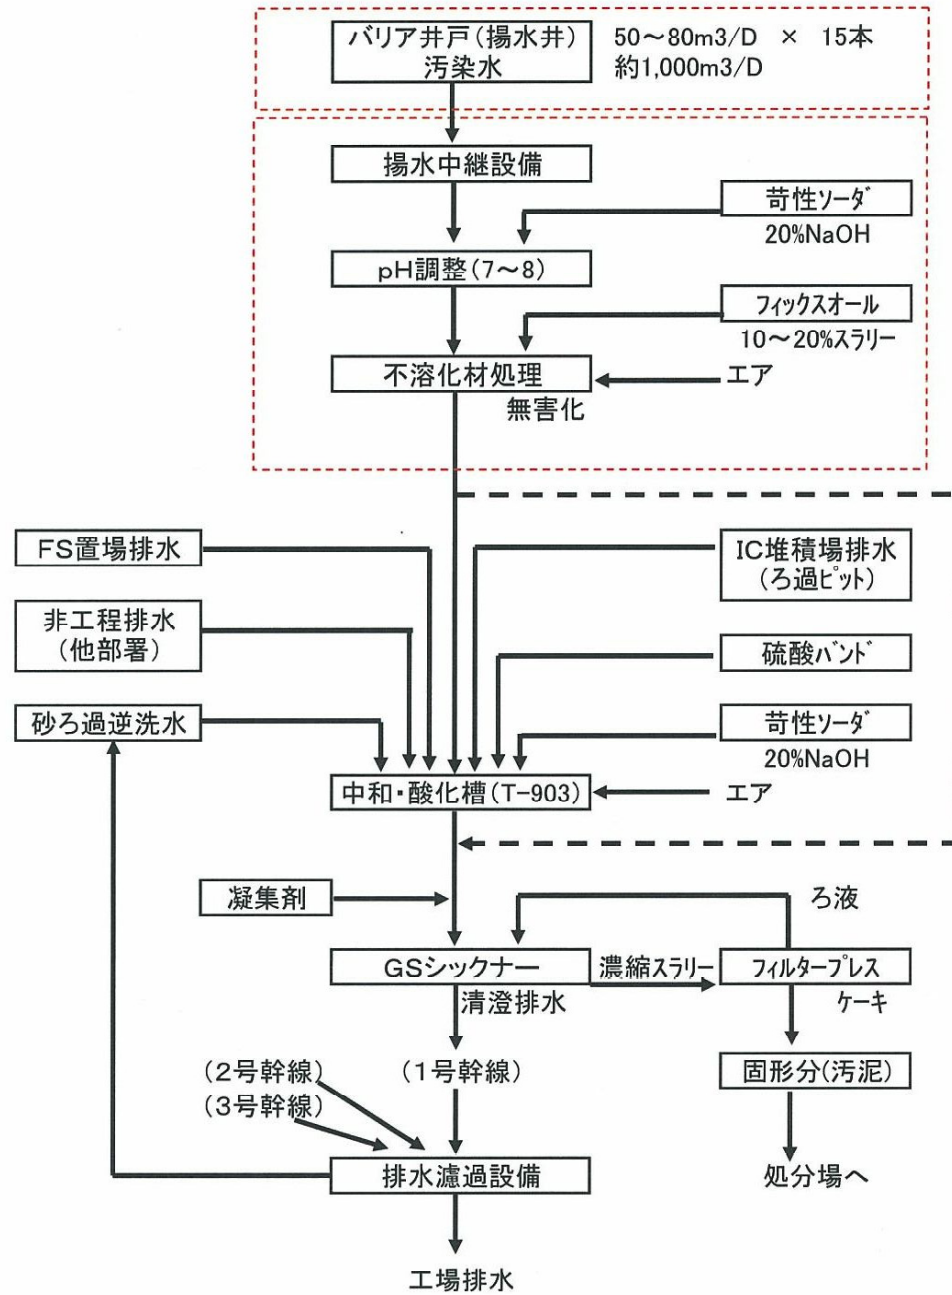 バリア井戸(揚水井)
汚染水
50～80m3/D × 15本
約1,000m3/D
揚水中継設備
苛性ソーダ
20%NaOH
pH調整(7～8)
フィックスオール
10～20%スラリー
不溶化材処理
エア
無害化
FS置場排水
IC堆積場排水
(ろ過ピット)
非工程排水
(他部署)
硫酸バンド
砂ろ過逆洗水
苛性ソーダ
20%NaOH
中和・酸化槽(T-903)
エア
凝集剤
ろ液
GSシックナー
濃縮スラリー
フィルタープレス
清澄排水
ケーキ
(2号幹線)
(1号幹線)
(3号幹線)
固形分(汚泥)
排水濾過設備
処分場へ
工場排水